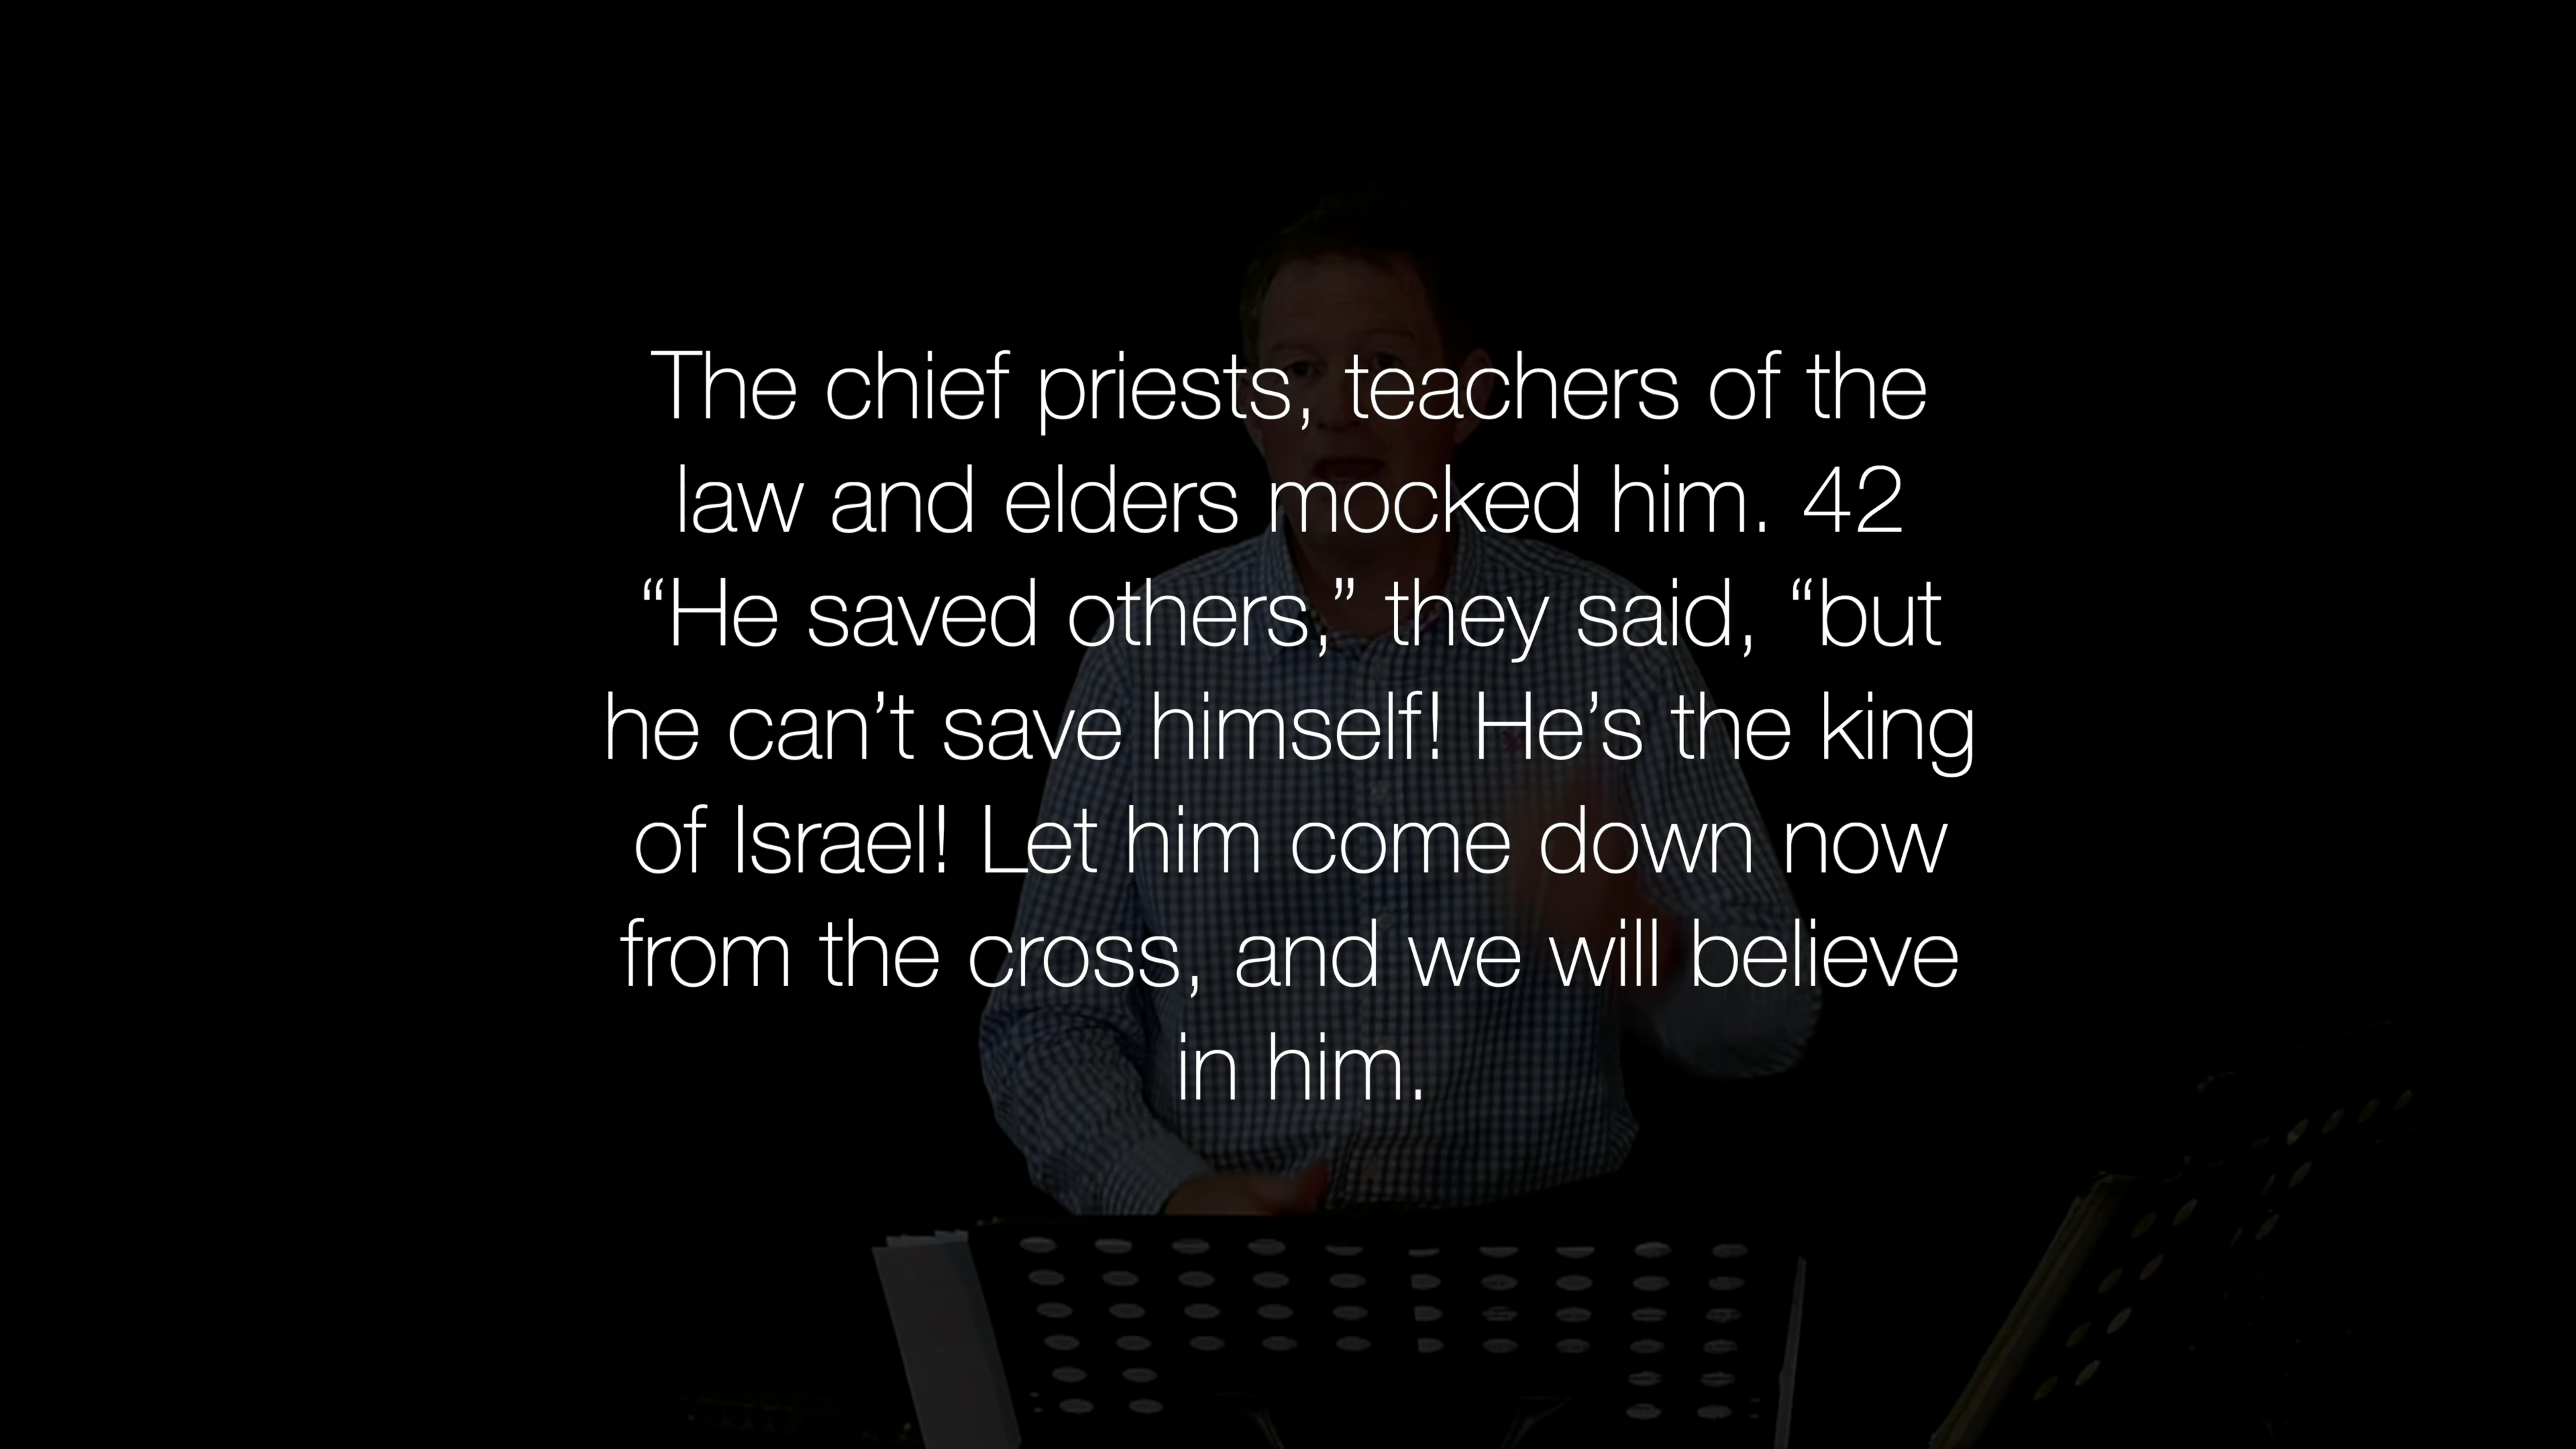 The chief priests, teachers of the
law and elders mocked him. 42
“He saved others,” they said, “but
he can’t save himself! He’s the king
of Israel! Let him come down now
from the cross, and we will believe
in him.